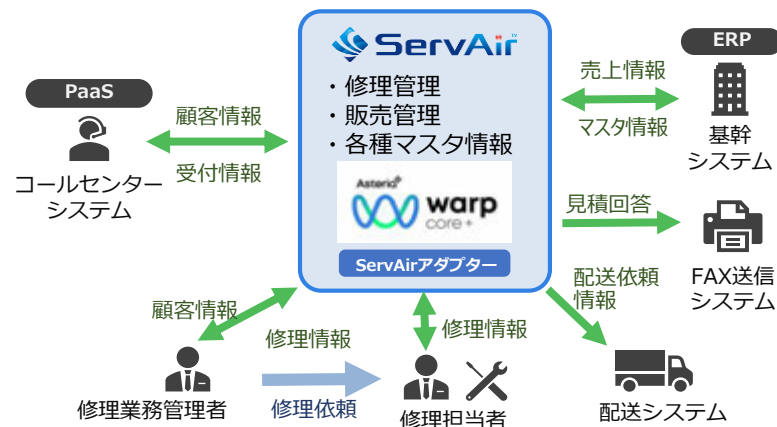 ServAir
・修理管理
・販売管理
・各種マスタ情報
Asteria
warp
core +
ServAirアダプター
PaaS
コールセンター
システム
顧客情報
受付情報
ERP
基幹
システム
売上情報
マスタ情報
見積回答
FAX送信
システム
配送依頼
情報
配送システム
顧客情報
修理業務管理者
修理情報
修理依頼
修理情報
修理担当者